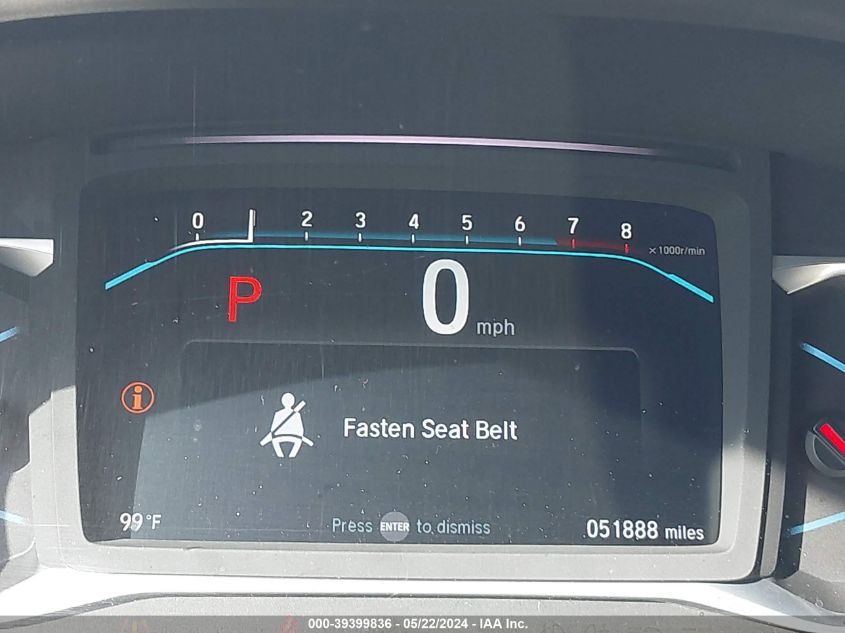 0 2 3 4 5 6 7 8
×1000r/min
P 0 mph
i
Fasten Seat Belt
99°F Press ENTER to dismiss 051888 miles
000-39399836 - 05/22/2024 - IAA Inc.